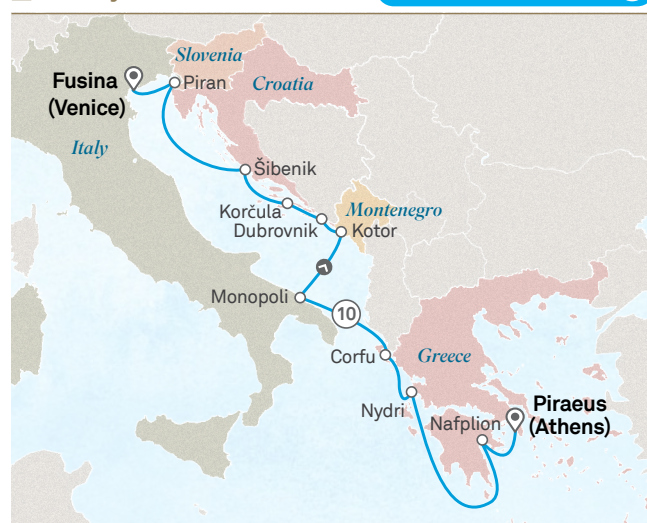 Slovenia
Fusina
(Venice)
Piran
Croatia
Italy
Šibenik
Korčula
Montenegro
Dubrovnik
Kotor
Monopoli
10
Corfu
Greece
Nydri
Nafplion
Piraeus
(Athens)